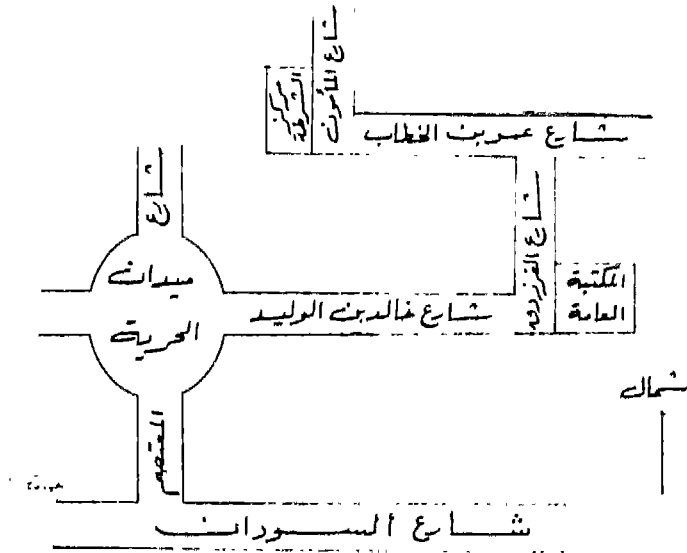 شارع المأمون
مركز
الشرطة
شارع عمر بن الخطاب
شارع
شارع الفرزدق
المكتبة
العامة
ميدان
الحرية
شارع خالد بن الوليد
شمال
المعتصم
شارع السودان